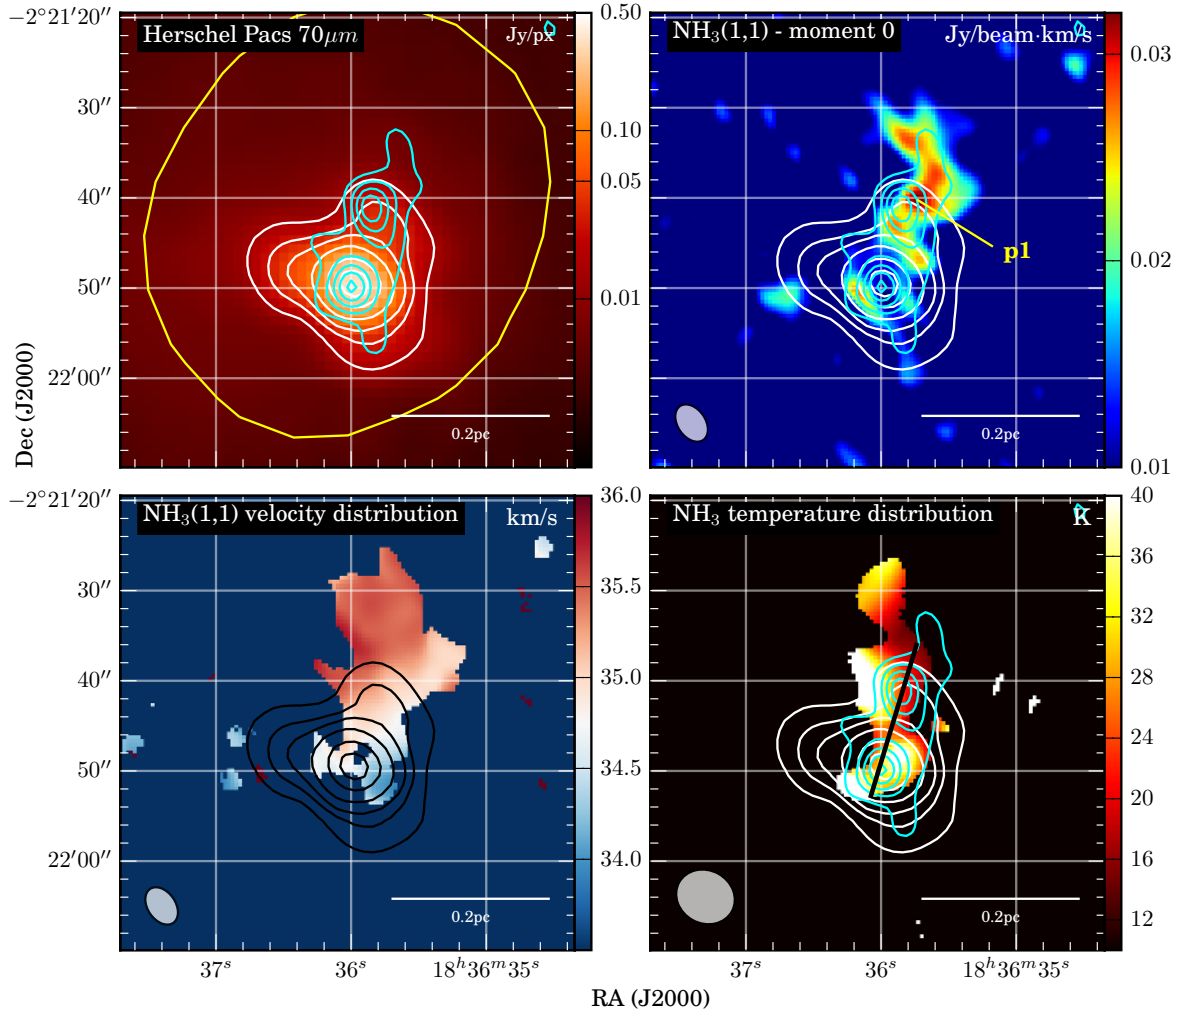 Herschel Pacs 70μm
Jy/px
0.50
0.10
0.05
0.01
NH₃(1,1) - moment 0
Jy/beam·km/s
0.03
0.02
0.01
p1
30′′
40′′
50′′
22′00′′
0.2pc
0.2pc
Dec (J2000)
−2°21′20′′
−2°21′20′′
NH₃(1,1) velocity distribution
km/s
36.0
35.5
35.0
34.5
34.0
NH₃ temperature distribution
K
40
36
32
28
24
20
16
12
30′′
40′′
50′′
22′00′′
0.2pc
0.2pc
37ˢ
36ˢ
18ʰ36ᵐ35ˢ
37ˢ
36ˢ
18ʰ36ᵐ35ˢ
RA (J2000)